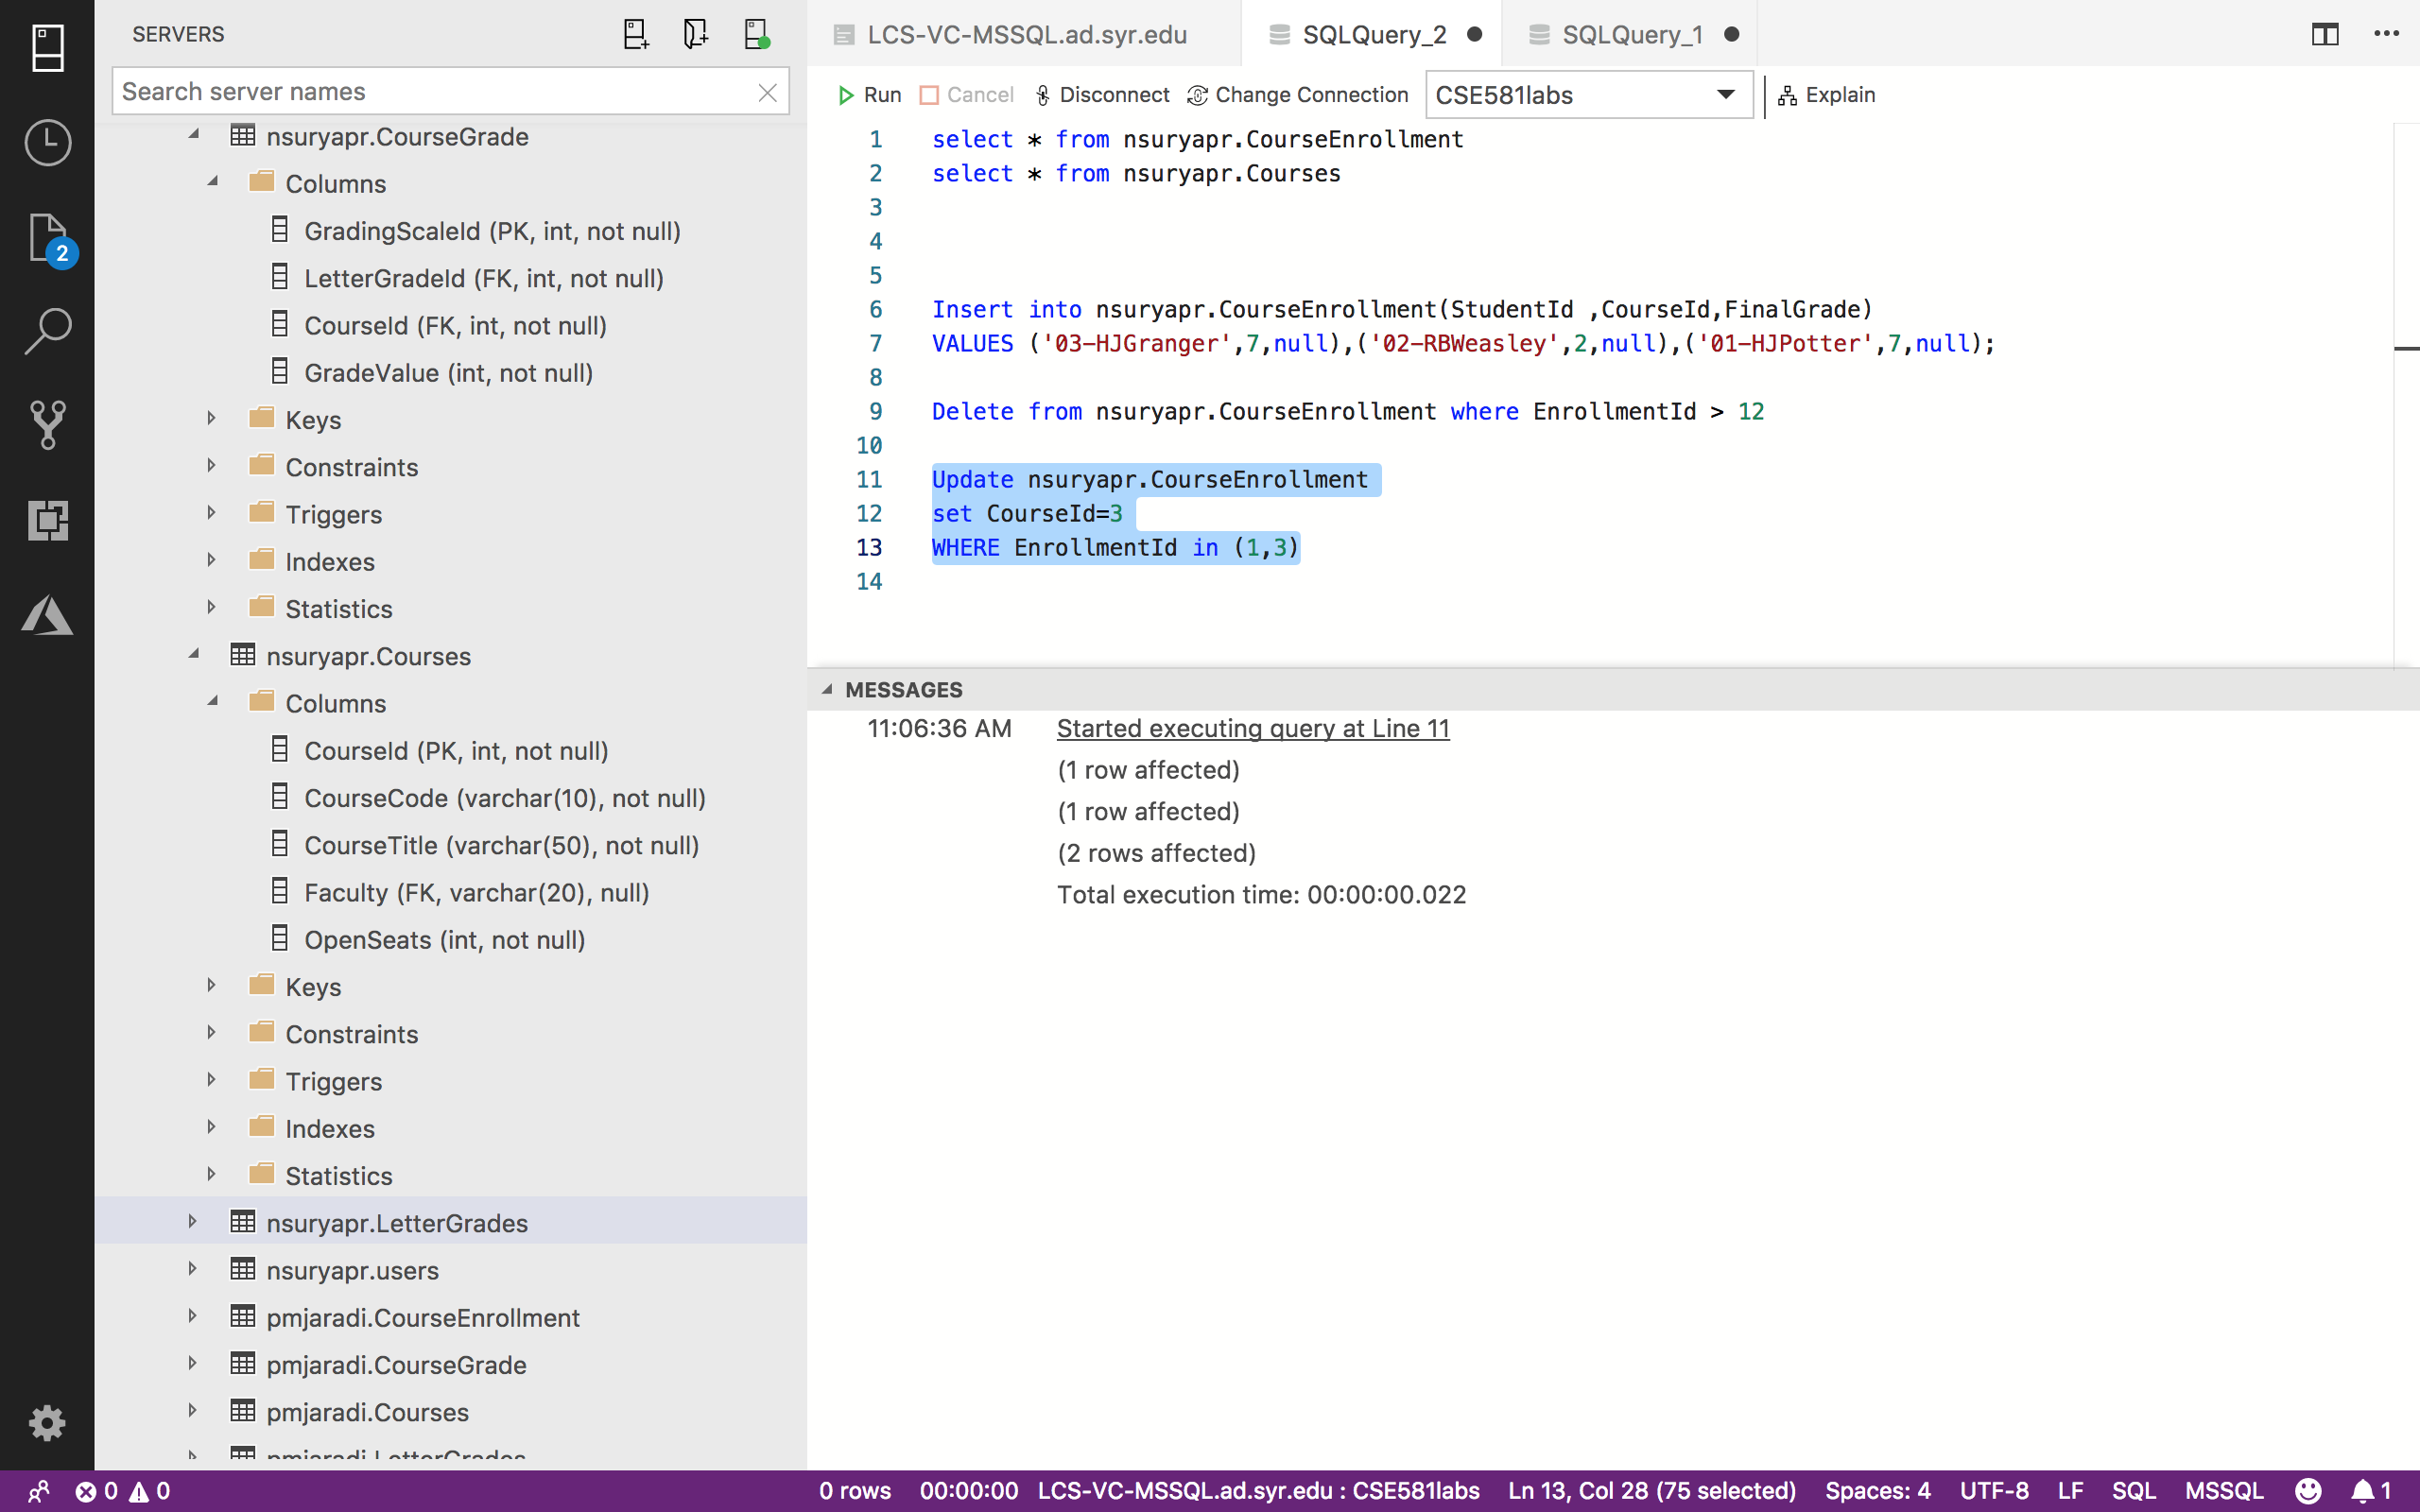 SERVERS
Search server names
nsuryapr.CourseGrade
Columns
GradingScaleId (PK, int, not null)
LetterGradeId (FK, int, not null)
CourseId (FK, int, not null)
GradeValue (int, not null)
Keys
Constraints
Triggers
Indexes
Statistics
nsuryapr.Courses
Columns
CourseId (PK, int, not null)
CourseCode (varchar(10), not null)
CourseTitle (varchar(50), not null)
Faculty (FK, varchar(20), null)
OpenSeats (int, not null)
Keys
Constraints
Triggers
Indexes
Statistics
nsuryapr.LetterGrades
nsuryapr.users
pmjaradi.CourseEnrollment
pmjaradi.CourseGrade
pmjaradi.Courses
pmjaradi.LetterGrades
2
LCS-VC-MSSQL.ad.syr.edu SQLQuery_2 SQLQuery_1
Run Cancel Disconnect Change Connection CSE581labs Explain
1 select * from nsuryapr.CourseEnrollment
2 select * from nsuryapr.Courses
3
4
5
6 Insert into nsuryapr.CourseEnrollment(StudentId ,CourseId,FinalGrade)
7 VALUES ('03-HJGranger',7,null),('02-RBWeasley',2,null),('01-HJPotter',7,null);
8
9 Delete from nsuryapr.CourseEnrollment where EnrollmentId > 12
10
11 Update nsuryapr.CourseEnrollment
12 set CourseId=3
13 WHERE EnrollmentId in (1,3)
14
MESSAGES
11:06:36 AM Started executing query at Line 11
(1 row affected)
(1 row affected)
(2 rows affected)
Total execution time: 00:00:00.022
0 0 0 rows 00:00:00 LCS-VC-MSSQL.ad.syr.edu : CSE581labs Ln 13, Col 28 (75 selected) Spaces: 4 UTF-8 LF SQL MSSQL 1